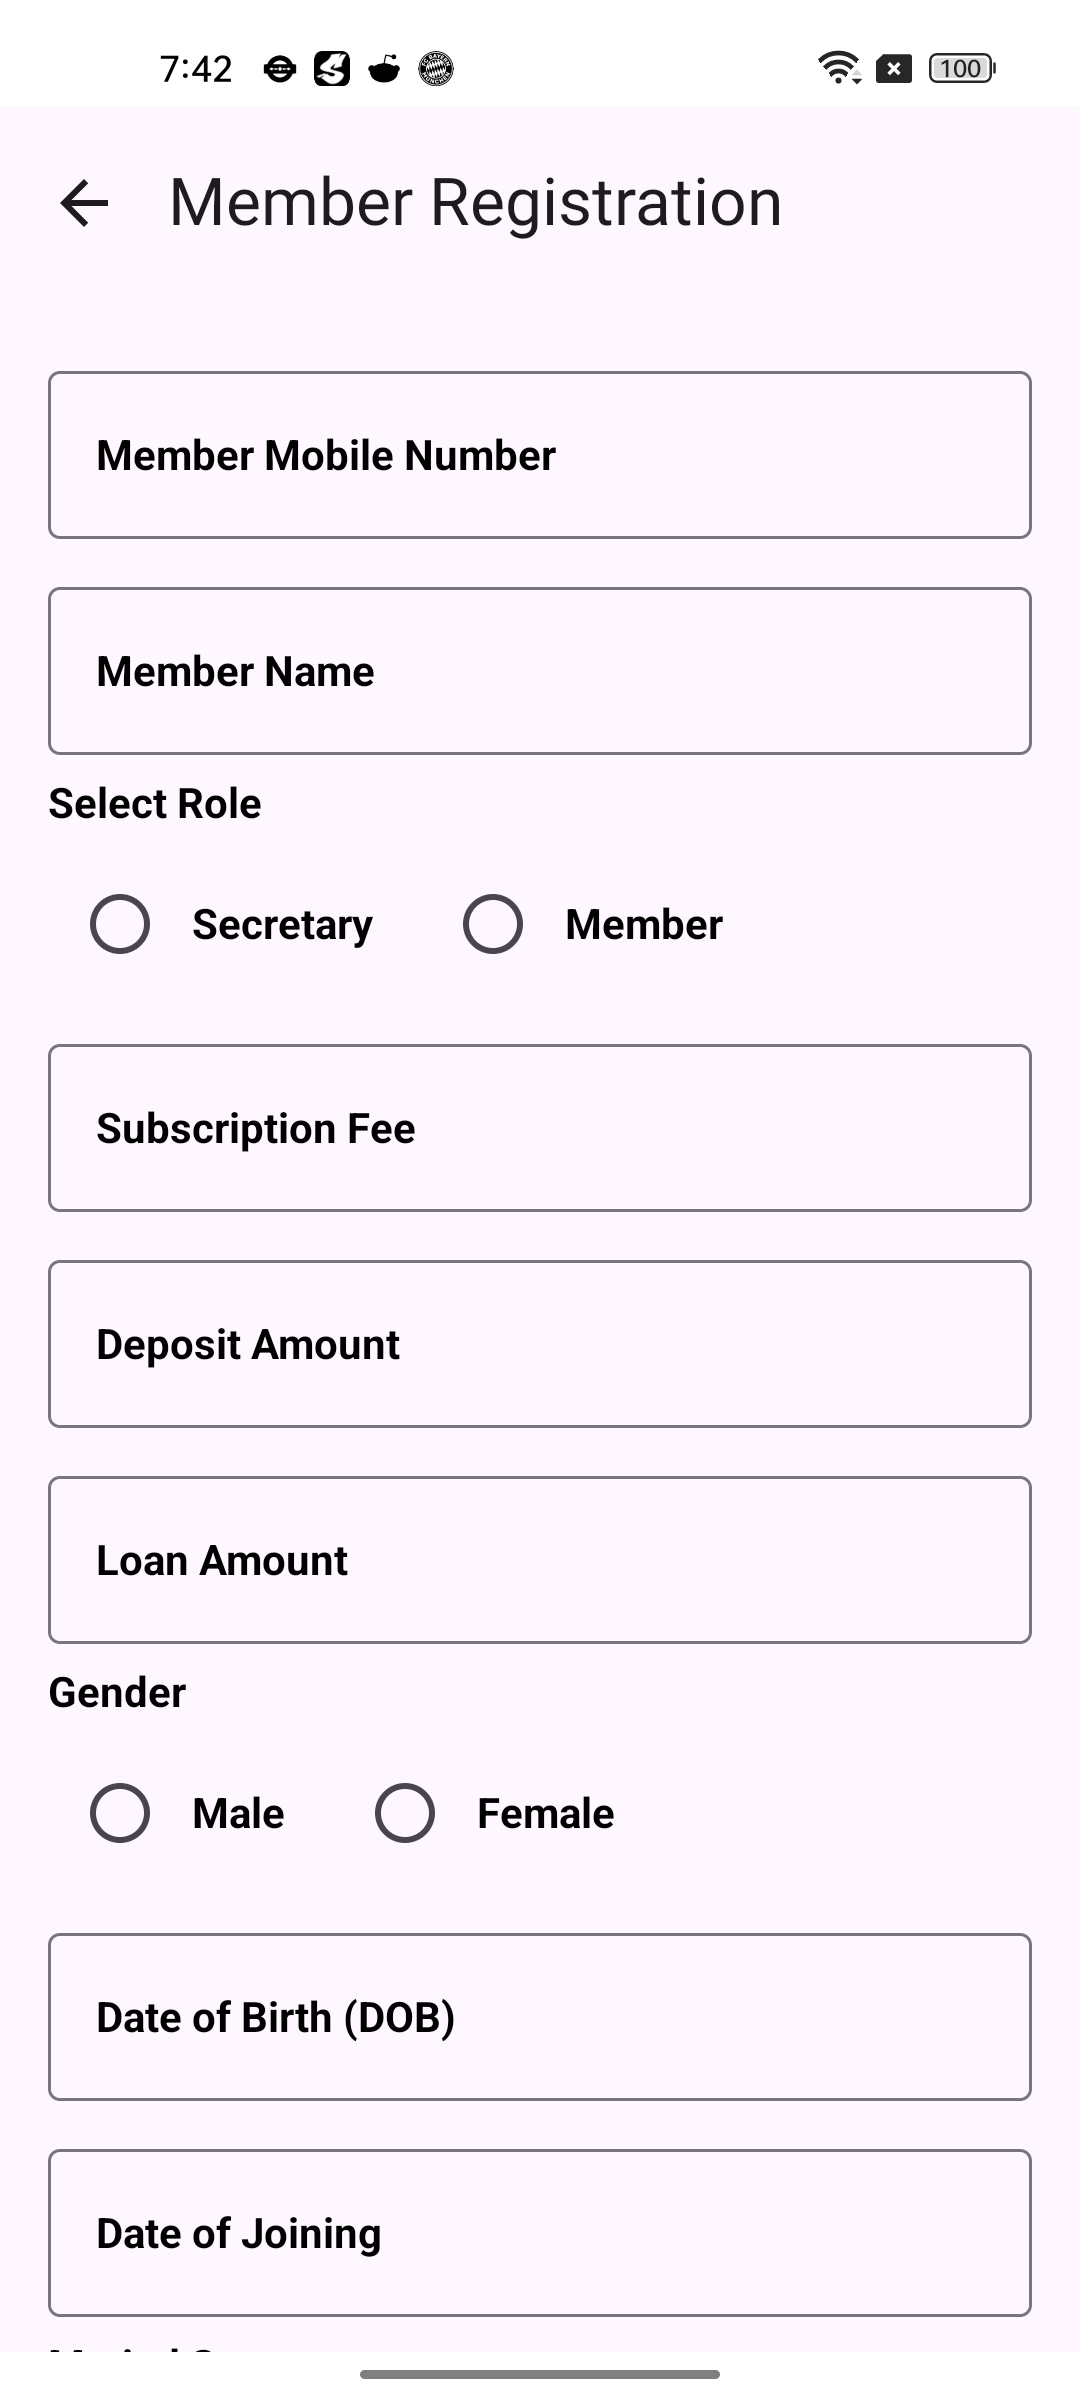 7:42
100
Member Registration
Member Mobile Number
Member Name
Select Role
Secretary Member
Subscription Fee
Deposit Amount
Loan Amount
Gender
Male Female
Date of Birth (DOB)
Date of Joining